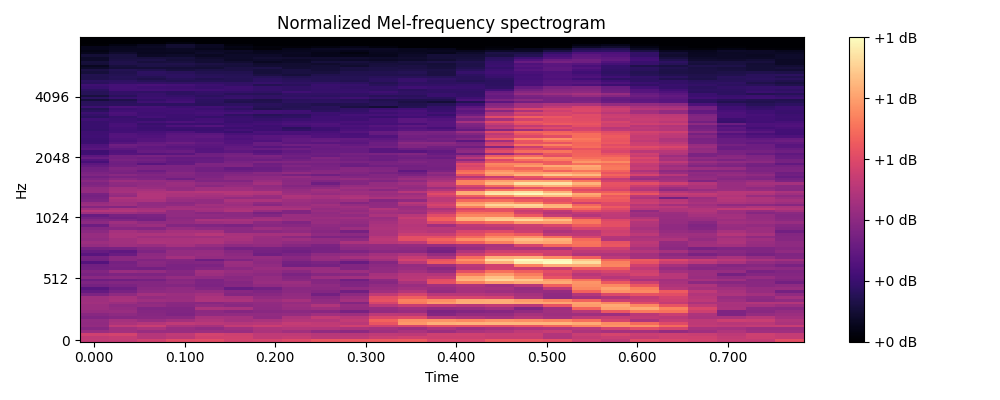 Normalized Mel-frequency spectrogram
Hz
4096
2048
1024
512
0
0.000 0.100 0.200 0.300 0.400 0.500 0.600 0.700
Time
+1 dB
+1 dB
+1 dB
+0 dB
+0 dB
+0 dB